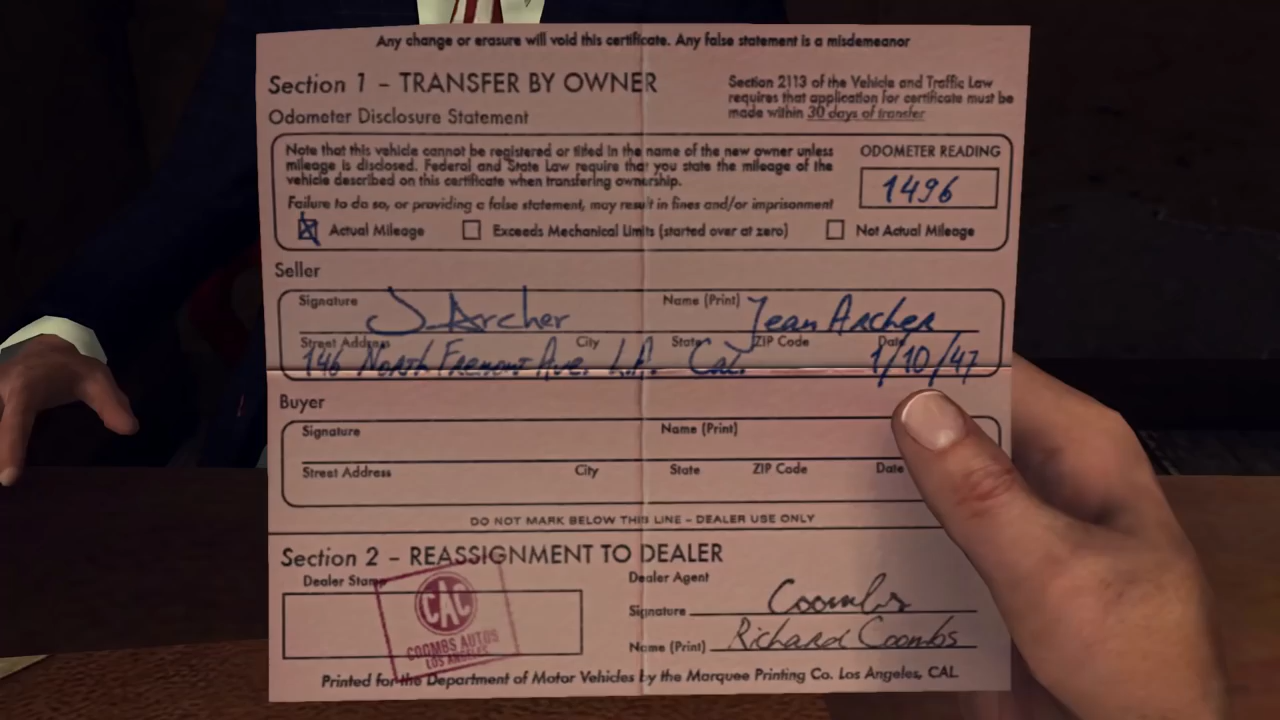 Any change or erasure will void this certificate. Any false statement is a misdemeanor
Section 1 – TRANSFER BY OWNER
Section 2113 of the Vehicle and Traffic Law
requires that application for certificate must be
made within 30 days of transfer
Odometer Disclosure Statement
Note that this vehicle cannot be registered or titled in the name of the new owner unless
mileage is disclosed. Federal and State Law require that you state the mileage of the
vehicle described on this certificate when transfering ownership.
Failure to do so, or providing a false statement, may result in fines and/or imprisonment
ODOMETER READING
1496
Actual Mileage Exceeds Mechanical Limits (started over at zero) Not Actual Mileage
Seller
Signature J Archer Name (Print) Jean Archer
Street Address City State ZIP Code Date
146 North Fremont Ave. L.A. Cal. 1/10/47
Buyer
Signature Name (Print)
Street Address City State ZIP Code Date
DO NOT MARK BELOW THIS LINE – DEALER USE ONLY
Section 2 – REASSIGNMENT TO DEALER
Dealer Stamp
CAC
COOMBS AUTOS
LOS ANGELES
Dealer Agent
Signature Coombs
Name (Print) Richard Coombs
Printed for the Department of Motor Vehicles by the Marquee Printing Co. Los Angeles, CAL